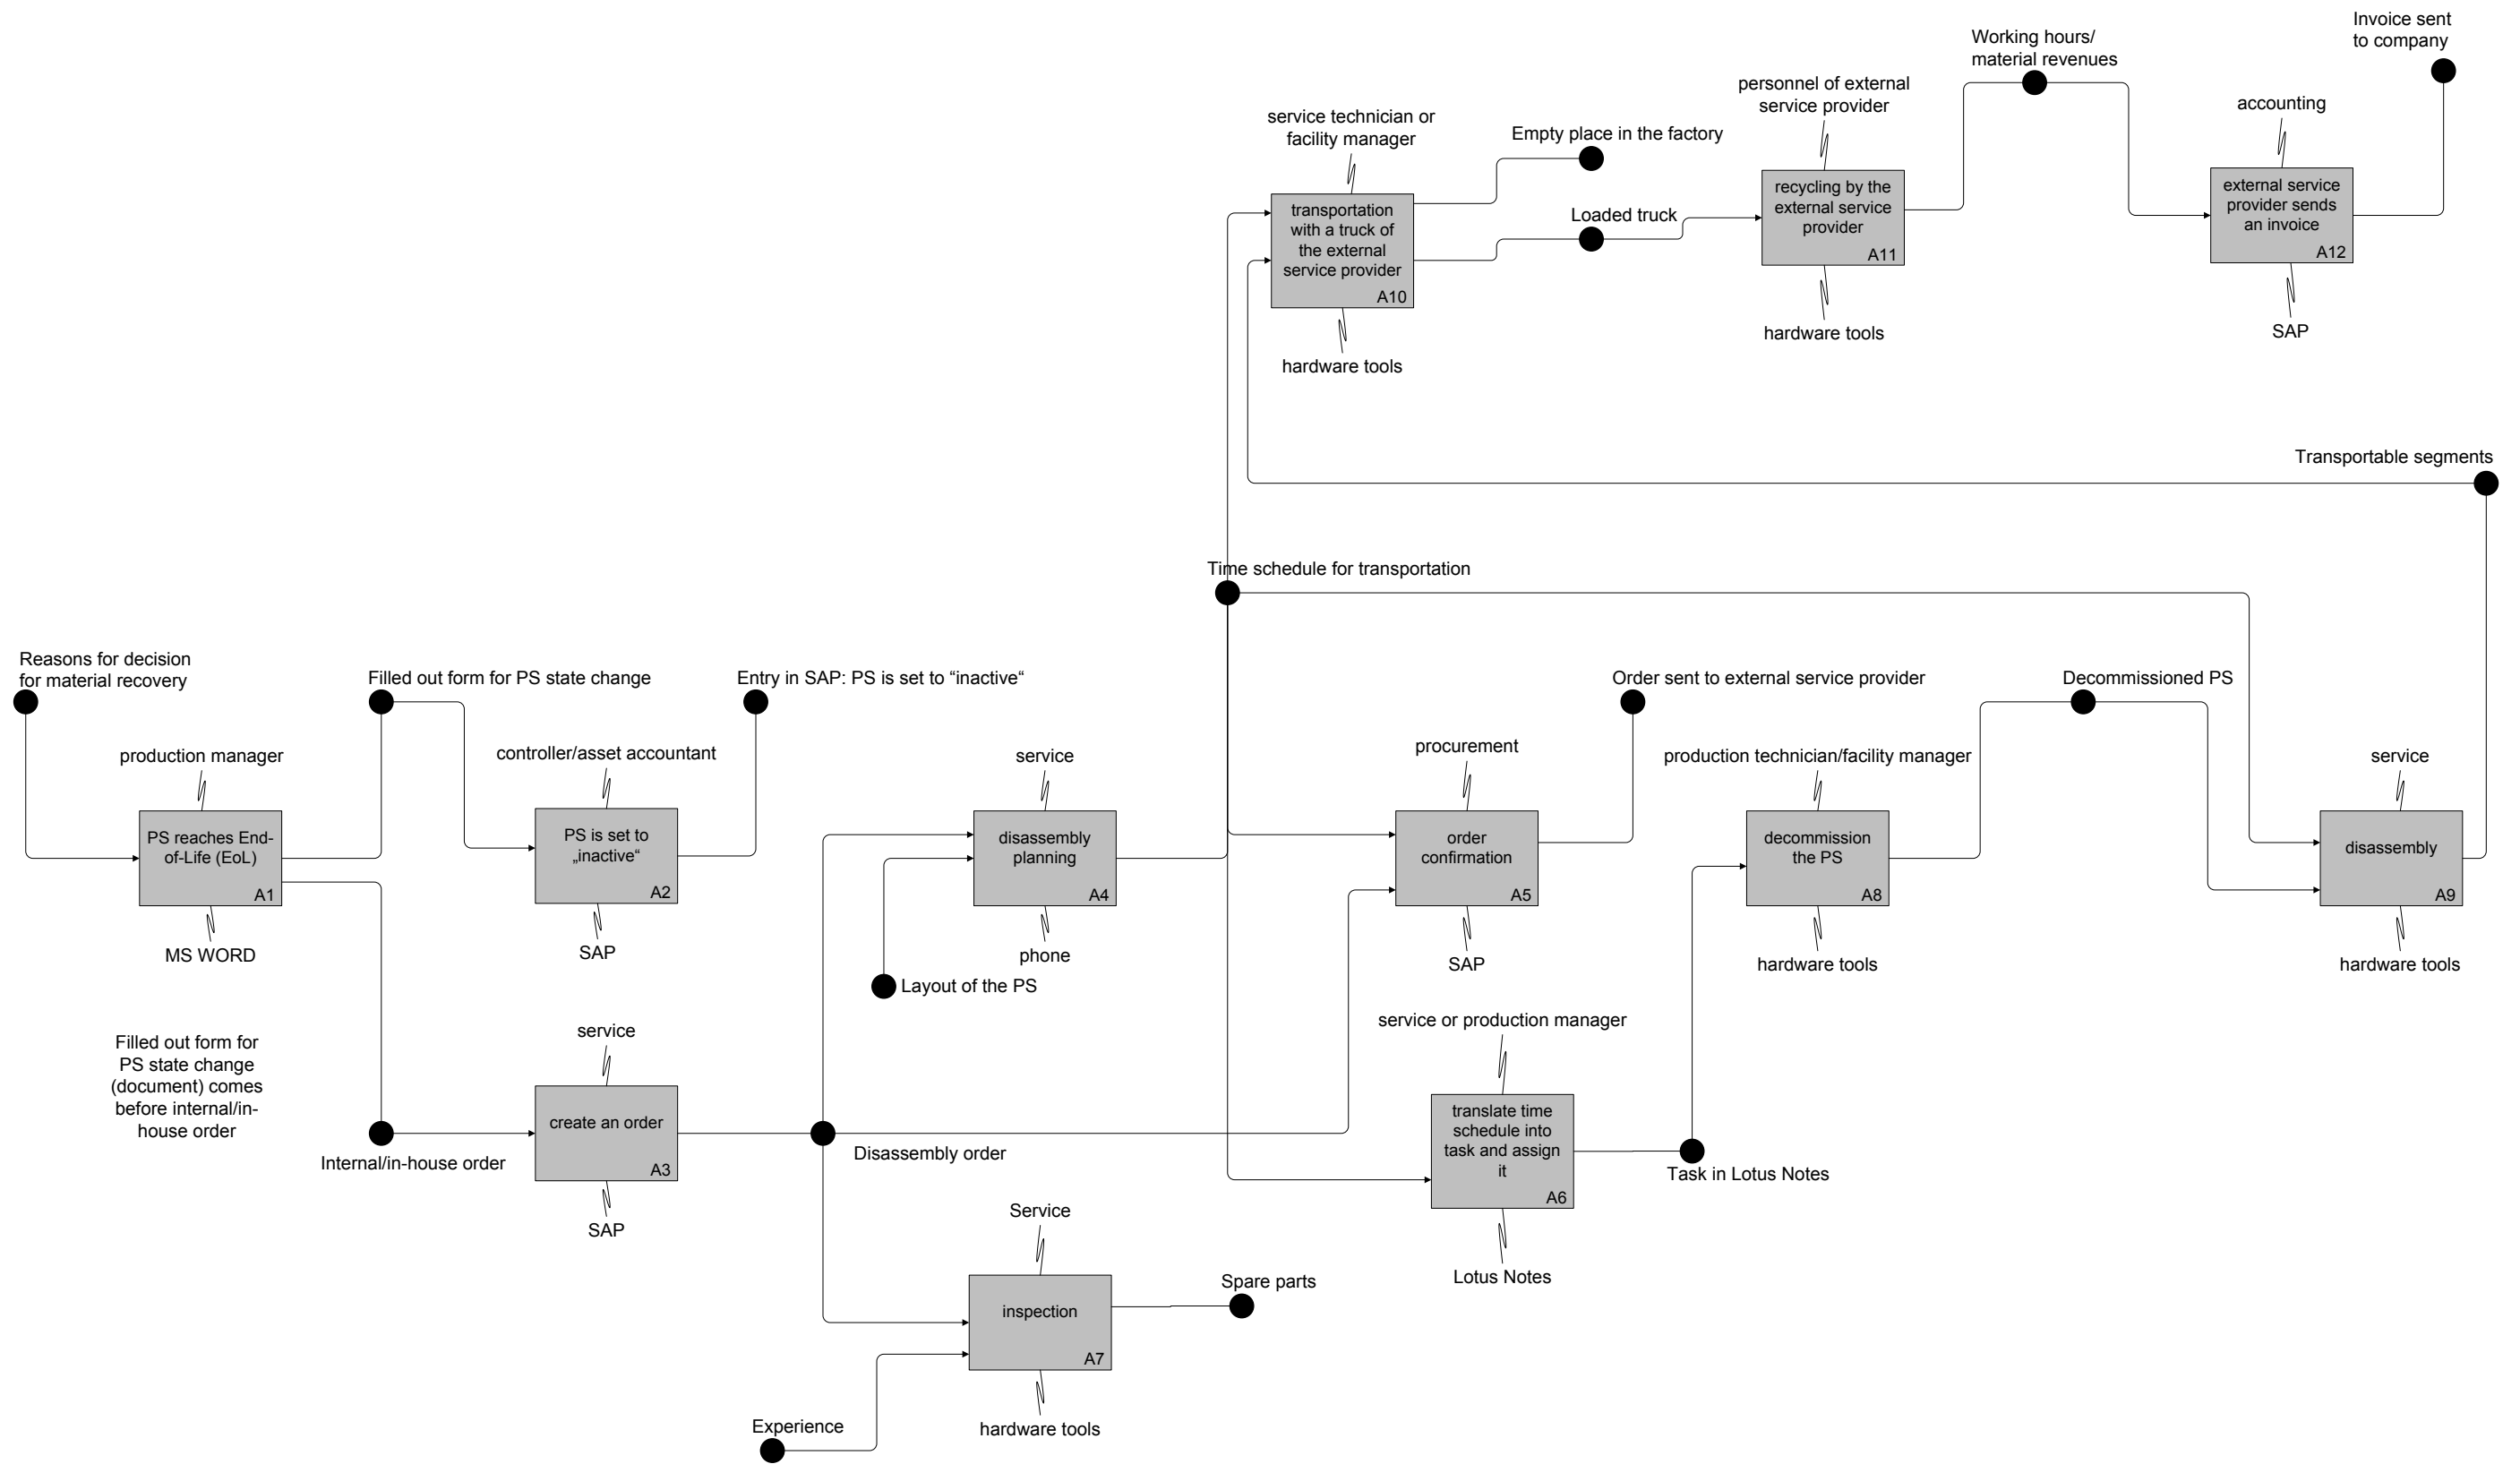 Invoice sent
to company
Working hours/
material revenues
personnel of external
service provider
accounting
service technician or
facility manager
Empty place in the factory
transportation
with a truck of
the external
service provider
A10
Loaded truck
recycling by the
external service
provider
A11
external service
provider sends
an invoice
A12
hardware tools
hardware tools
SAP
Transportable segments
Time schedule for transportation
Reasons for decision
for material recovery
Filled out form for PS state change
Entry in SAP: PS is set to “inactive“
Order sent to external service provider
Decommissioned PS
production manager
controller/asset accountant
service
procurement
production technician/facility manager
service
PS reaches End-
of-Life (EoL)
A1
PS is set to
„inactive“
A2
disassembly
planning
A4
order
confirmation
A5
decommission
the PS
A8
disassembly
A9
MS WORD
SAP
phone
SAP
hardware tools
hardware tools
Layout of the PS
Filled out form for
PS state change
(document) comes
before internal/in-
house order
service
service or production manager
create an order
A3
translate time
schedule into
task and assign
it
A6
Internal/in-house order
Disassembly order
Task in Lotus Notes
SAP
Service
Lotus Notes
inspection
A7
Spare parts
Experience
hardware tools